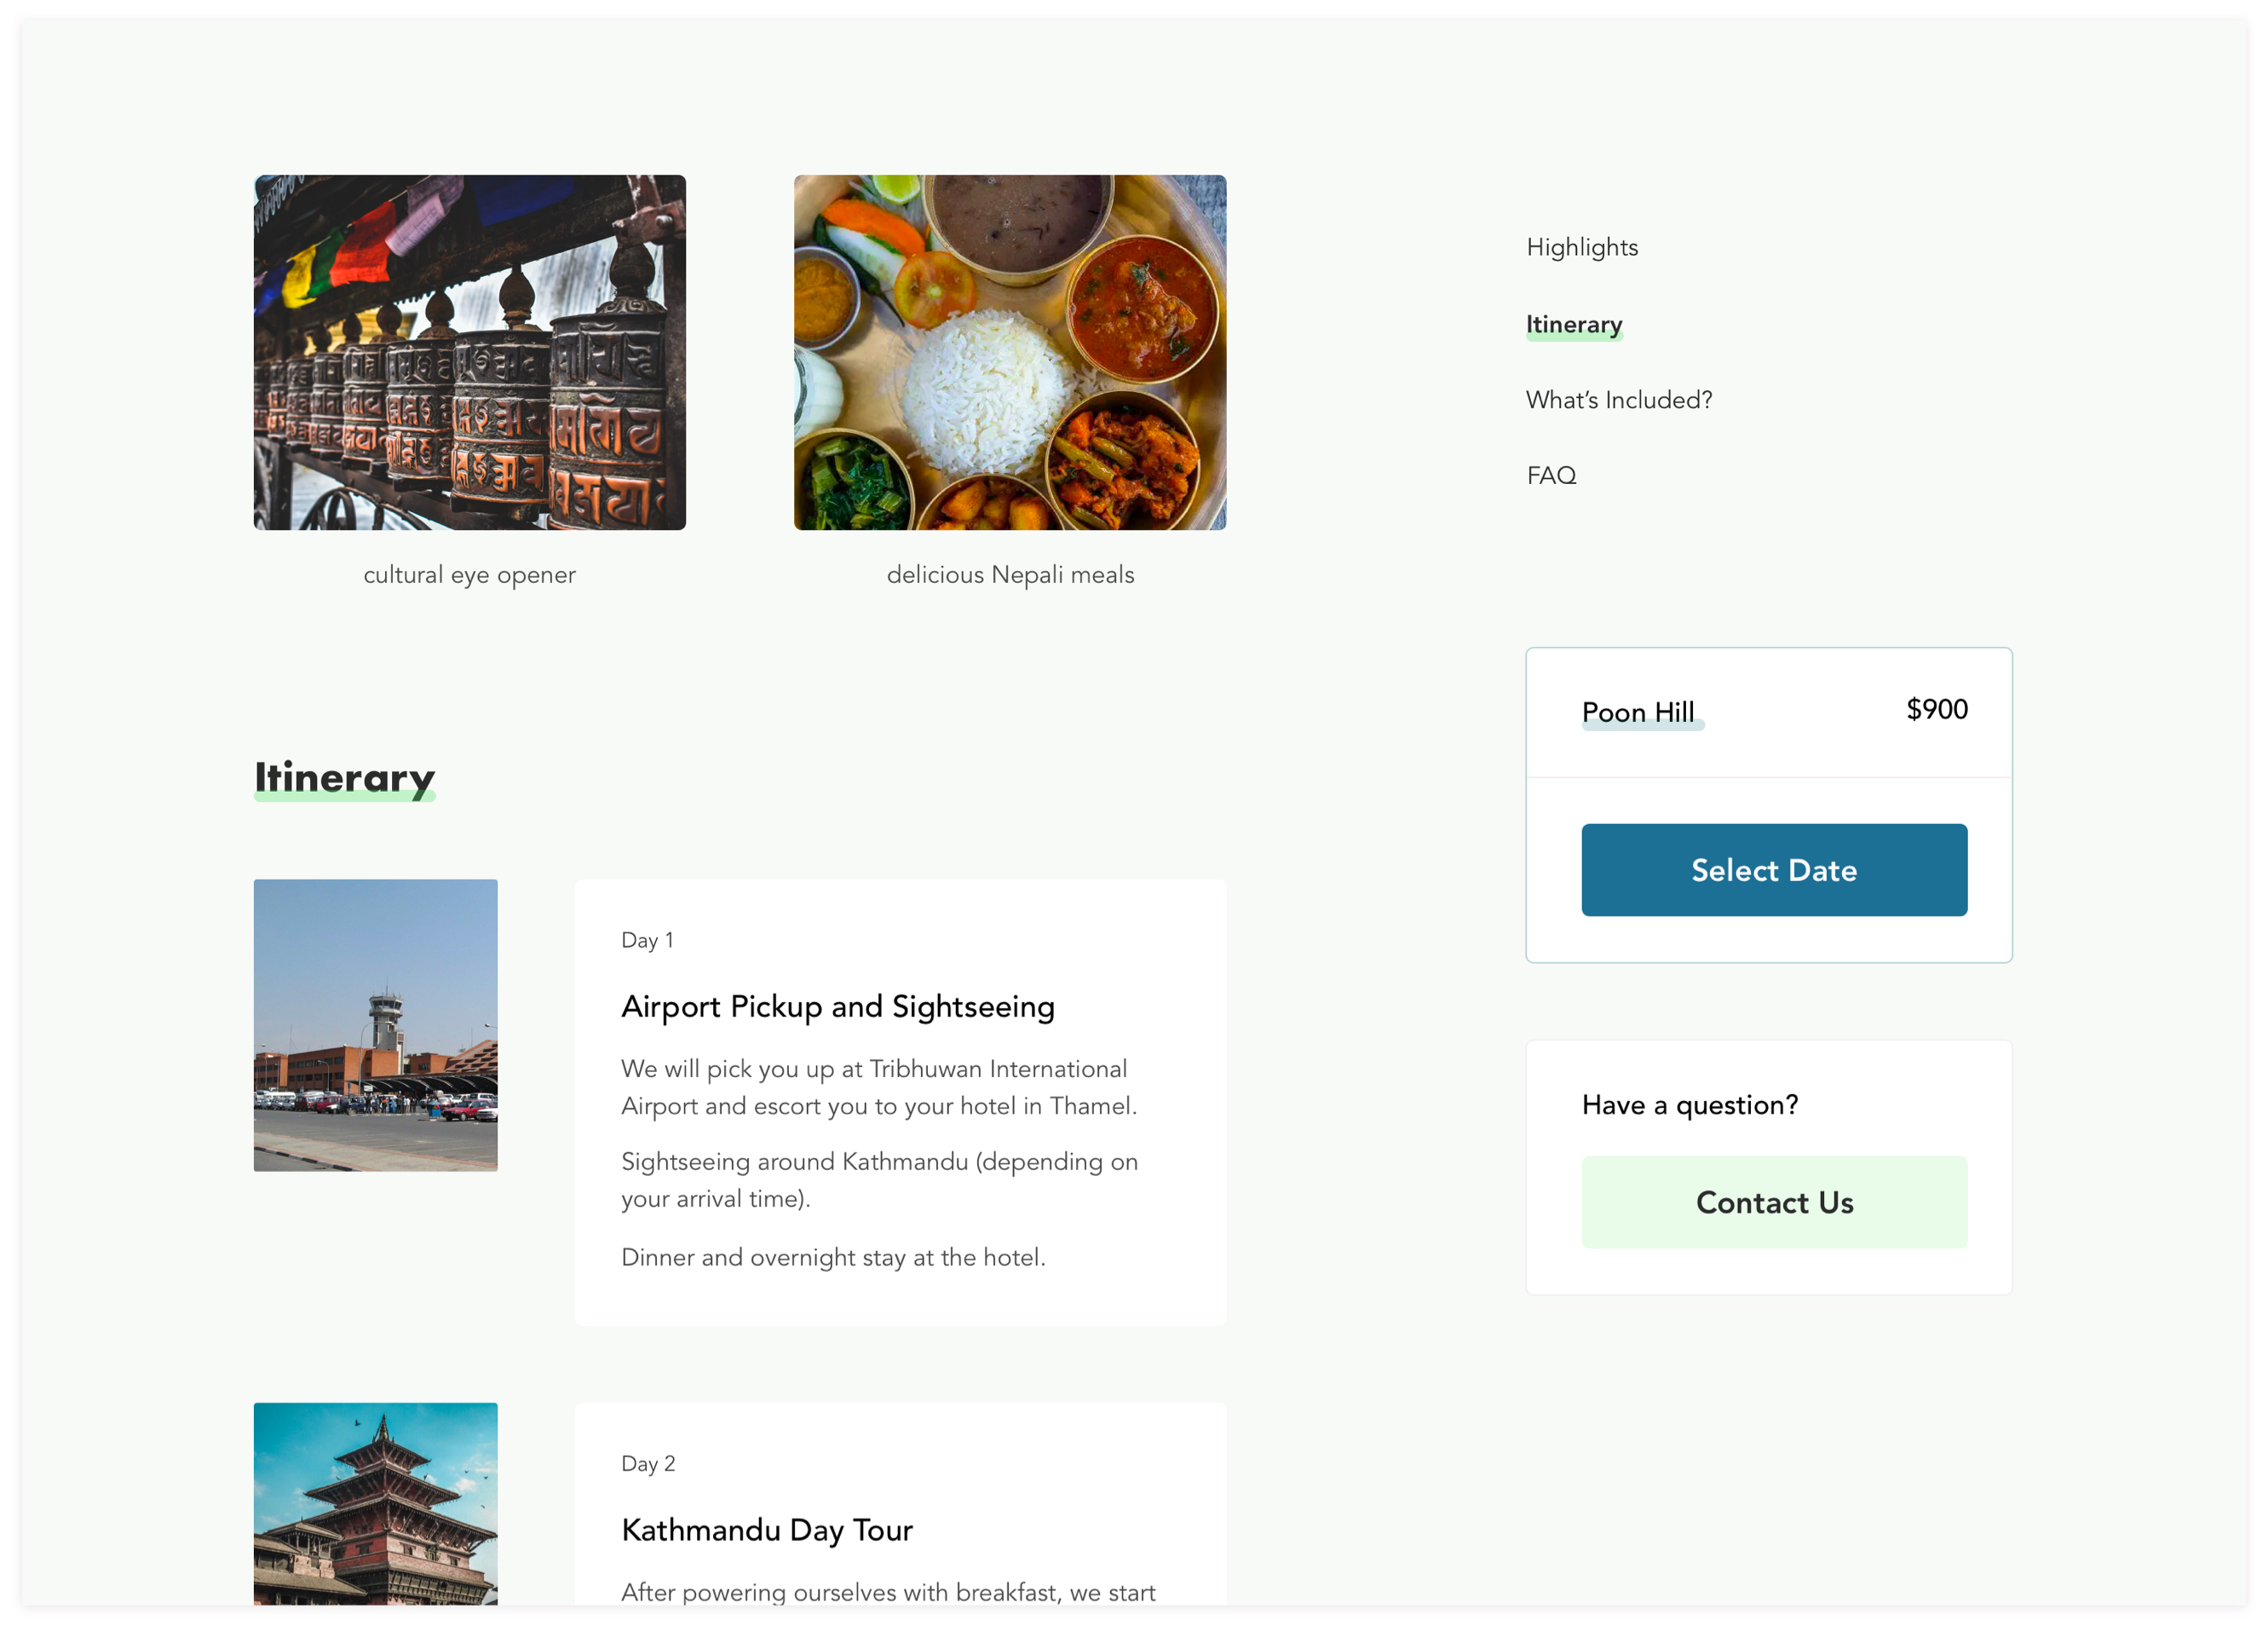 cultural eye opener
delicious Nepali meals
Itinerary
Day 1
Airport Pickup and Sightseeing
We will pick you up at Tribhuwan International
Airport and escort you to your hotel in Thamel.
Sightseeing around Kathmandu (depending on
your arrival time).
Dinner and overnight stay at the hotel.
Day 2
Kathmandu Day Tour
After powering ourselves with breakfast, we start
Highlights
Itinerary
What’s Included?
FAQ
Poon Hill
$900
Select Date
Have a question?
Contact Us